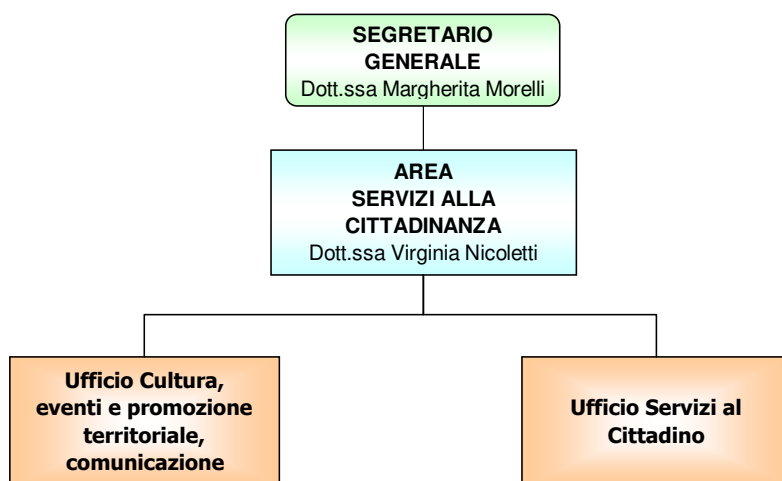 SEGRETARIO
GENERALE
Dott.ssa Margherita Morelli
AREA
SERVIZI ALLA
CITTADINANZA
Dott.ssa Virginia Nicoletti
Ufficio Cultura,
eventi e promozione
territoriale,
comunicazione
Ufficio Servizi al
Cittadino